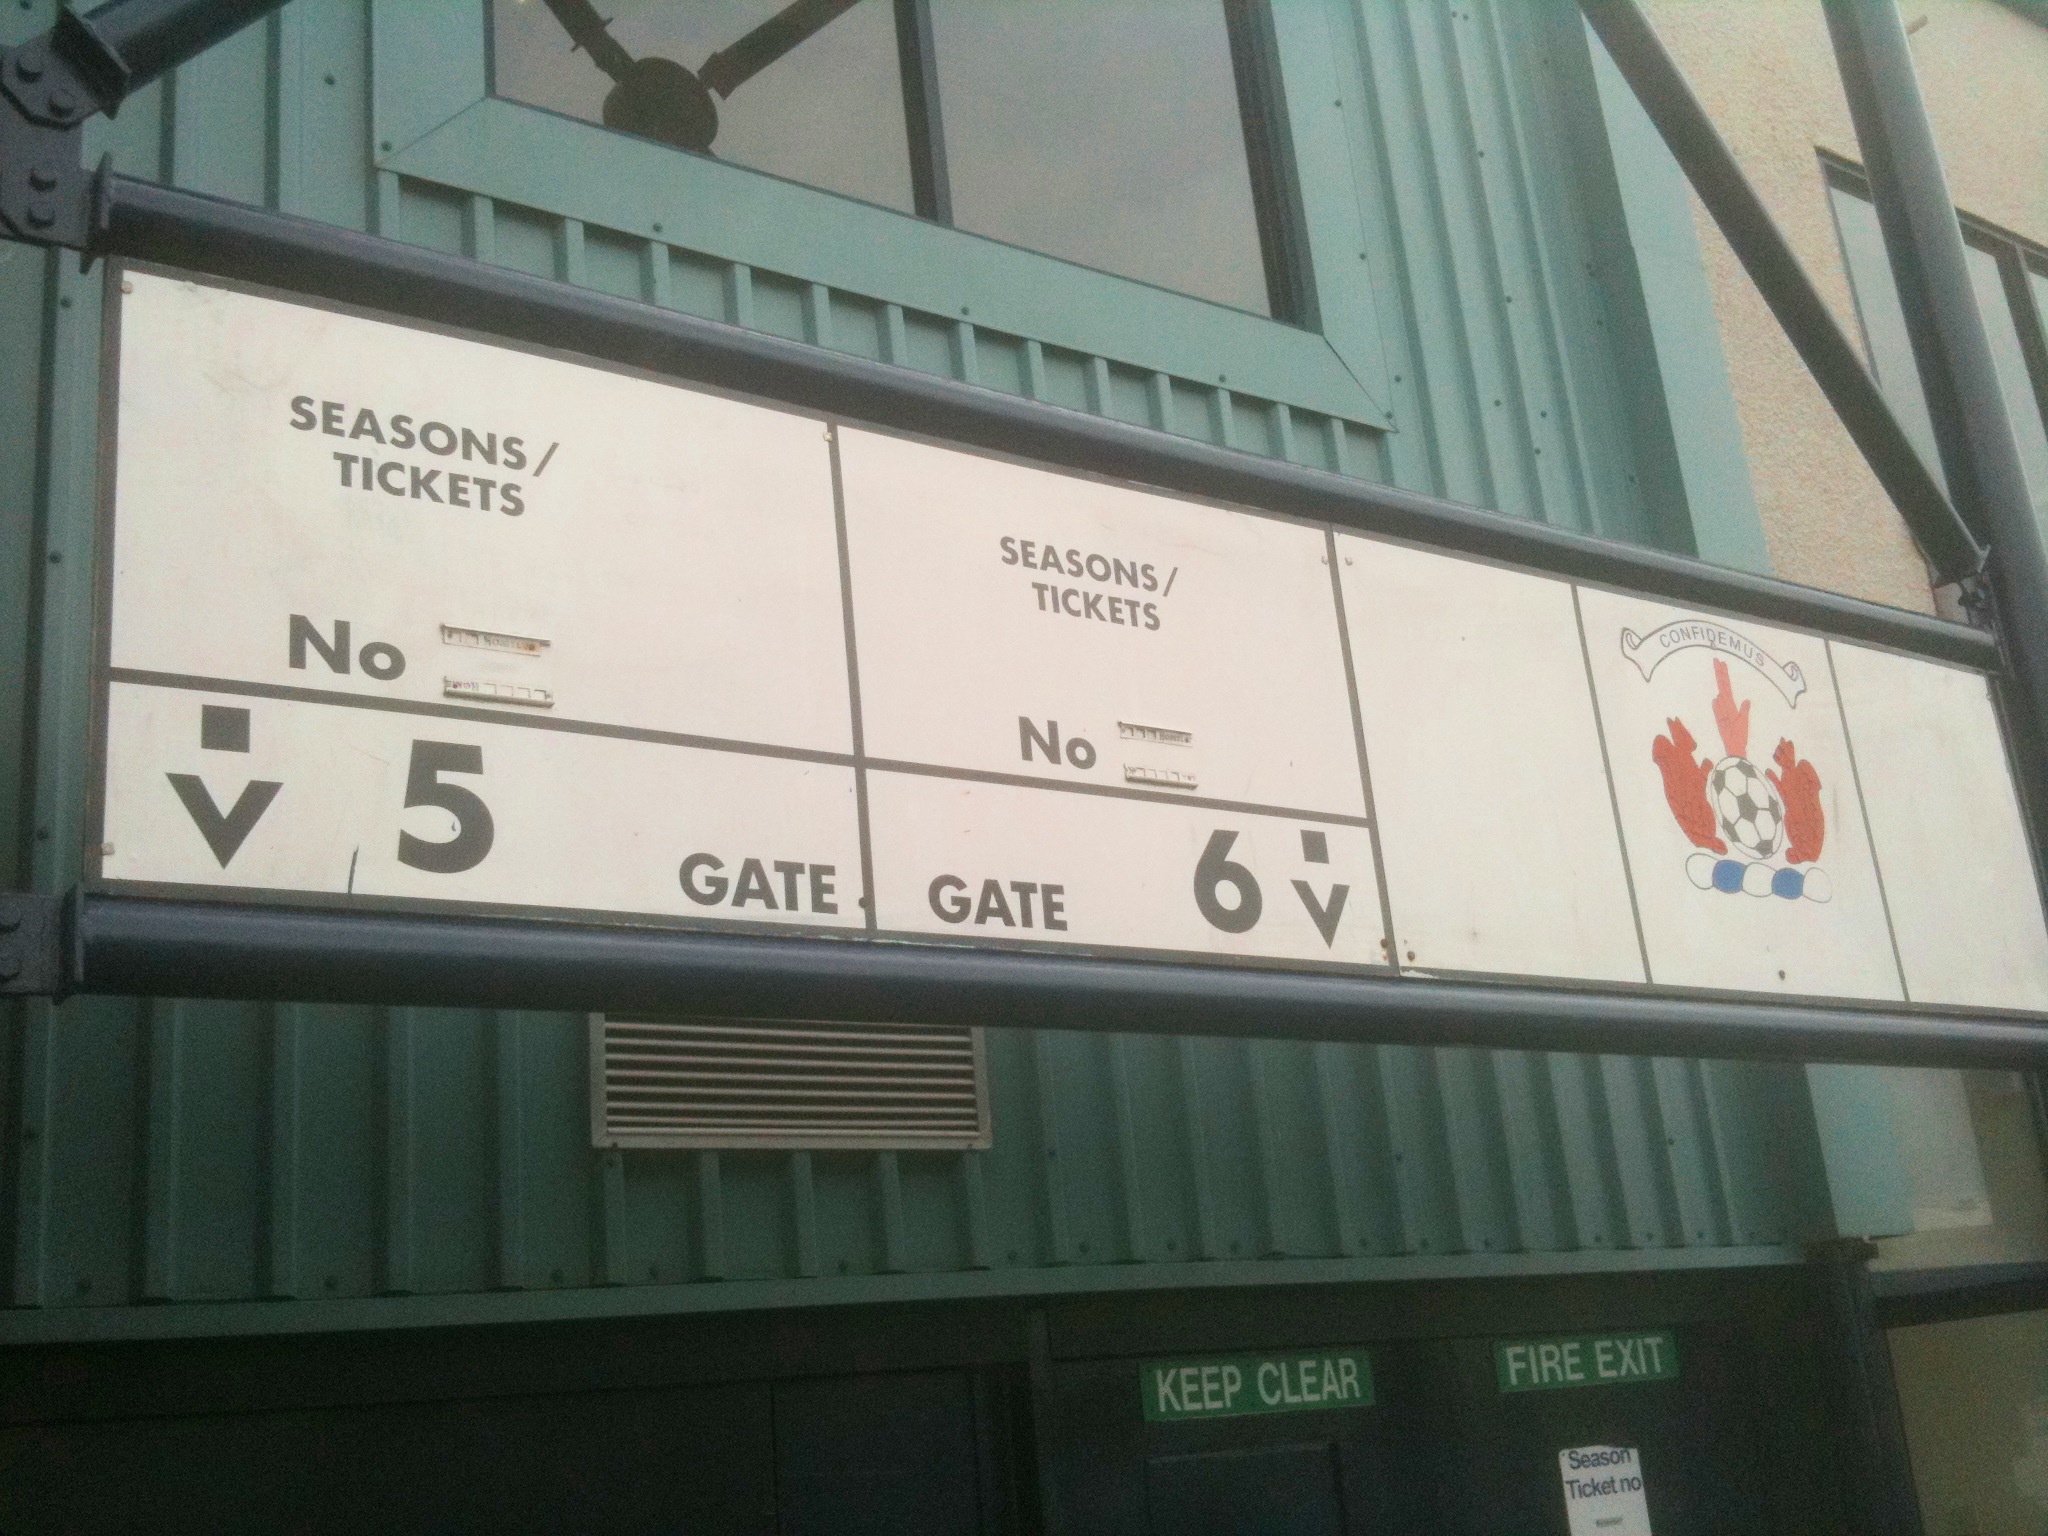 SEASONS/
TICKETS
No
5
GATE
SEASONS/
TICKETS
No
GATE
6
CONFIDEMUS
KEEP CLEAR
FIRE EXIT
Season
Ticket no